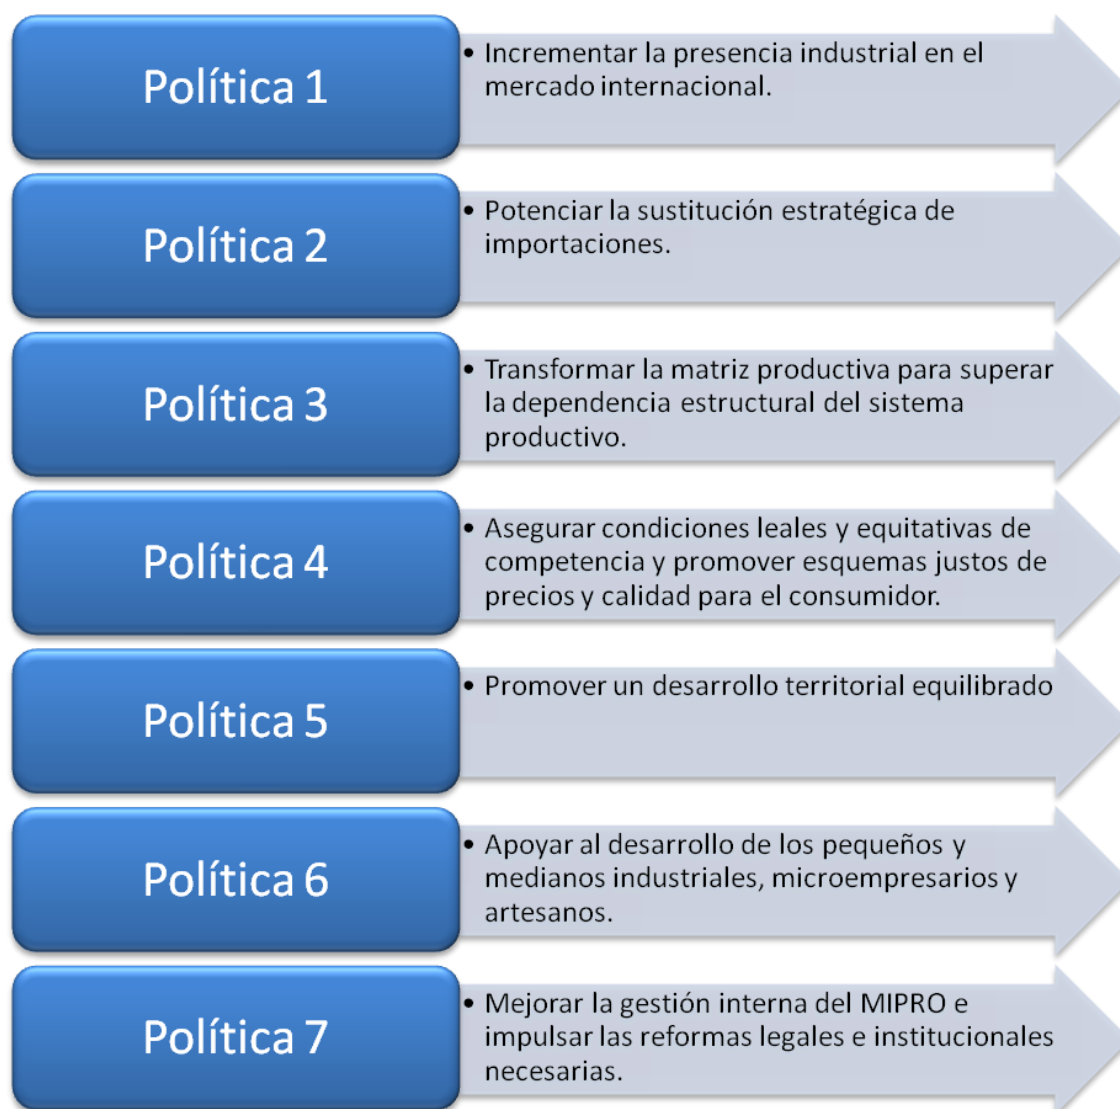 Política 1
• Incrementar la presencia industrial en el
mercado internacional.
Política 2
• Potenciar la sustitución estratégica de
importaciones.
Política 3
• Transformar la matriz productiva para superar
la dependencia estructural del sistema
productivo.
Política 4
• Asegurar condiciones leales y equitativas de
competencia y promover esquemas justos de
precios y calidad para el consumidor.
Política 5
• Promover un desarrollo territorial equilibrado
Política 6
• Apoyar al desarrollo de los pequeños y
medianos industriales, microempresarios y
artesanos.
Política 7
• Mejorar la gestión interna del MIPRO e
impulsar las reformas legales e institucionales
necesarias.